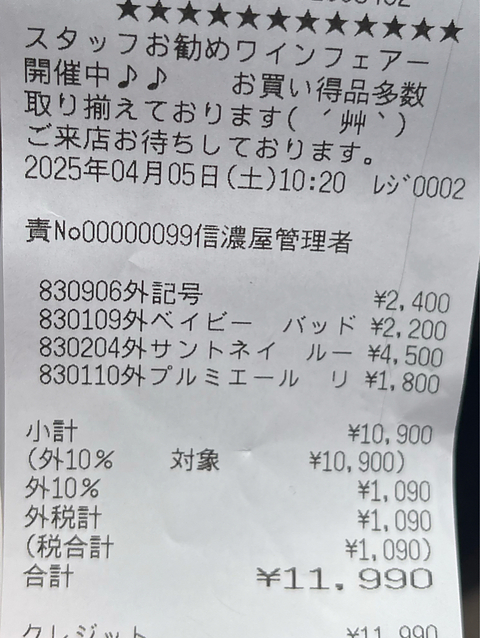 ★★★★★★★★★★★
スタッフお勧めワインフェアー
開催中♪♪　お買い得品多数
取り揃えております(´艸`)
ご来店お待ちしております。
2025年04月05日(土)10:20 ﾚｼﾞ0002
責No00000099信濃屋管理者
830906外記号 ¥2,400
830109外ベイビー　バッド ¥2,200
830204外サントネイ　ルー ¥4,500
830110外プルミエール　リ ¥1,800
小計 ¥10,900
(外10%　対象 ¥10,900)
外10% ¥1,090
外税計 ¥1,090
(税合計 ¥1,090)
合計 ¥11,990
クレジット ¥11,990